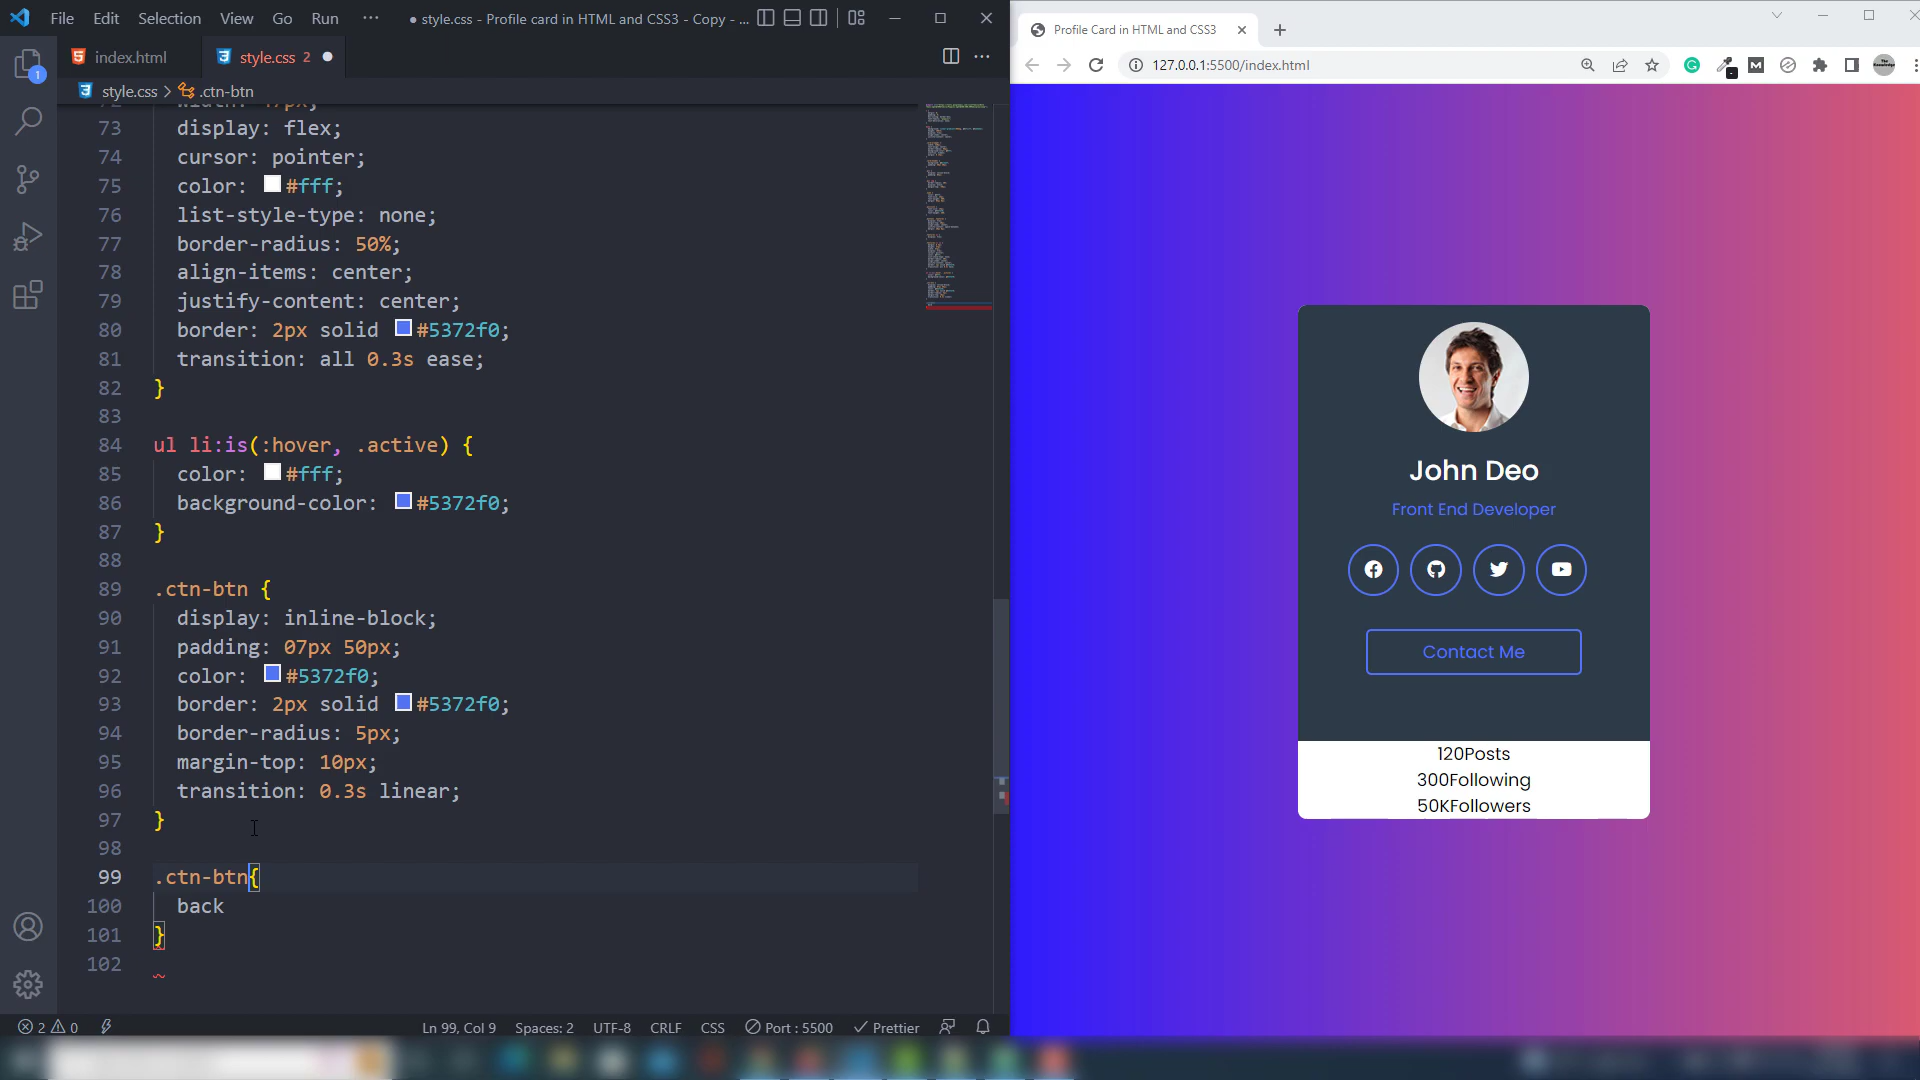 File Edit Selection View Go Run ··· ● style.css - Profile card in HTML and CSS3 - Copy - ...
index.html style.css 2
style.css > .ctn-btn
73 display: flex;
74 cursor: pointer;
75 color: #fff;
76 list-style-type: none;
77 border-radius: 50%;
78 align-items: center;
79 justify-content: center;
80 border: 2px solid #5372f0;
81 transition: all 0.3s ease;
82 }
83
84 ul li:is(:hover, .active) {
85 color: #fff;
86 background-color: #5372f0;
87 }
88
89 .ctn-btn {
90 display: inline-block;
91 padding: 07px 50px;
92 color: #5372f0;
93 border: 2px solid #5372f0;
94 border-radius: 5px;
95 margin-top: 10px;
96 transition: 0.3s linear;
97 }
98
99 .ctn-btn{
100 back
101 }
102
1
2 0 Ln 99, Col 9 Spaces: 2 UTF-8 CRLF CSS Port : 5500 Prettier
Profile Card in HTML and CSS3
127.0.0.1:5500/index.html
John Deo
Front End Developer
Contact Me
120Posts
300Following
50KFollowers